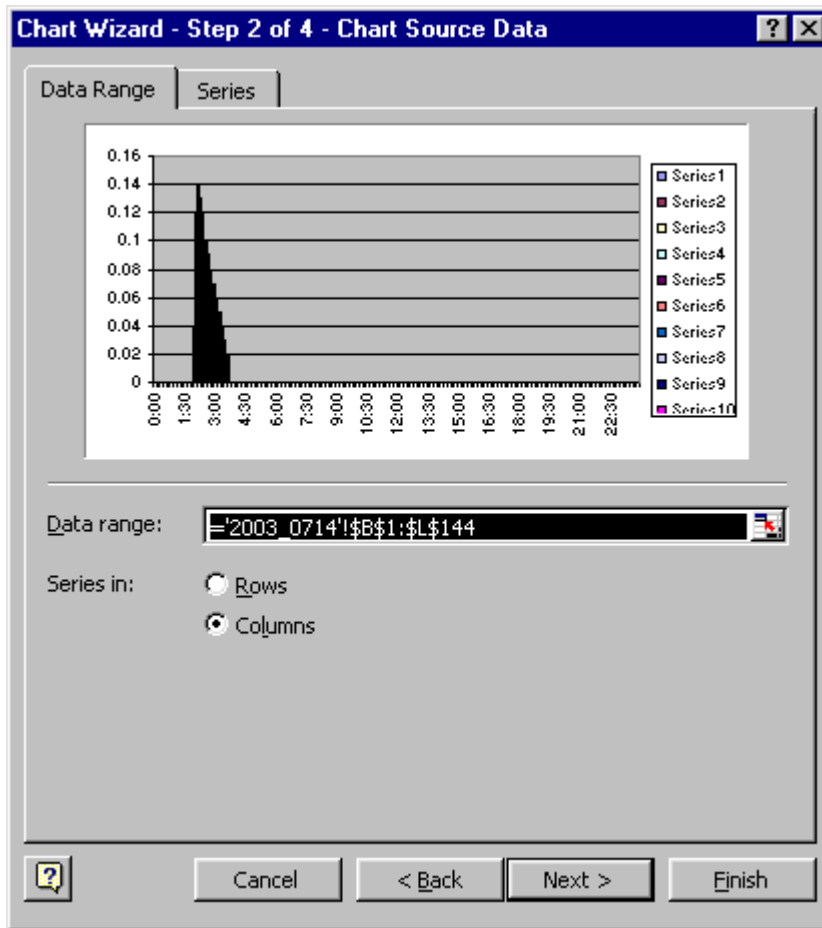 Chart Wizard - Step 2 of 4 - Chart Source Data
Data Range
Series
0.16
0.14
0.12
0.1
0.08
0.06
0.04
0.02
0
0:00
1:30
3:00
4:30
6:00
7:30
9:00
10:30
12:00
13:30
15:00
16:30
18:00
19:30
21:00
22:30
Series1
Series2
Series3
Series4
Series5
Series6
Series7
Series8
Series9
Series10
Data range:
='2003_0714'!$B$1:$L$144
Series in:
Rows
Columns
Cancel
< Back
Next >
Finish